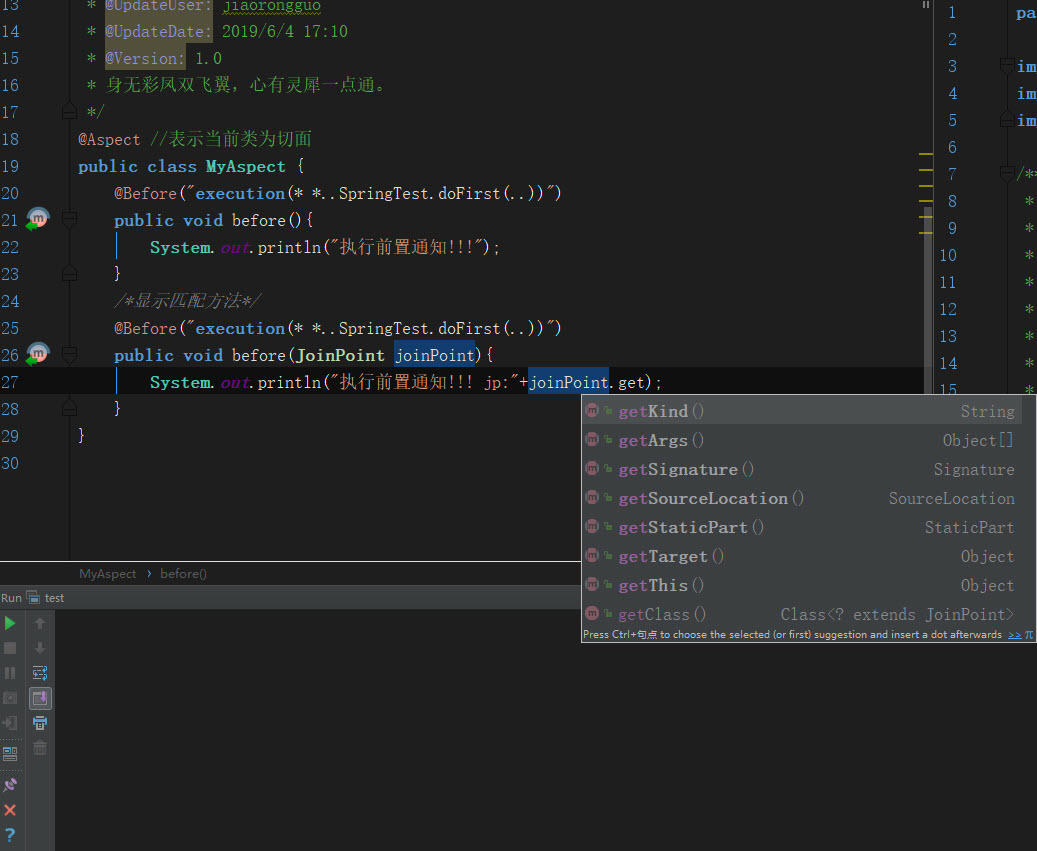 13 * @UpdateUser: jiaorongguo
14 * @UpdateDate: 2019/6/4 17:10
15 * @Version: 1.0
16 * 身无彩凤双飞翼，心有灵犀一点通。
17 */
18 @Aspect //表示当前类为切面
19 public class MyAspect {
20 @Before("execution(* *..SpringTest.doFirst(..))")
21 public void before(){
22 System.out.println("执行前置通知!!!");
23 }
24 /*显示匹配方法*/
25 @Before("execution(* *..SpringTest.doFirst(..))")
26 public void before(JoinPoint joinPoint){
27 System.out.println("执行前置通知!!! jp:"+joinPoint.get);
28 }
29 }
30
getKind() String
getArgs() Object[]
getSignature() Signature
getSourceLocation() SourceLocation
getStaticPart() StaticPart
getTarget() Object
getThis() Object
getClass() Class<? extends JoinPoint>
Press Ctrl+句点 to choose the selected (or first) suggestion and insert a dot afterwards >> π
1 pa
2
3 im
4 im
5 im
6
7 /**
8 *
9 *
10 *
11 *
12 *
13 *
14 *
15 *
MyAspect › before()
Run test